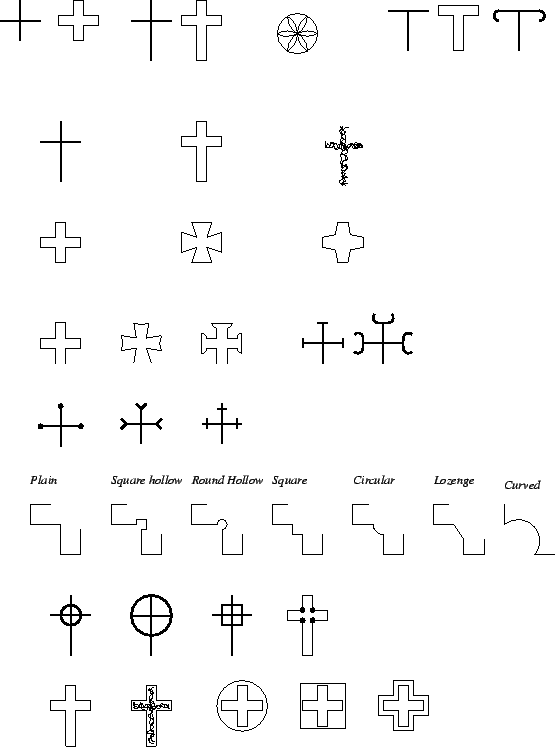 Plain
Square hollow
Round Hollow
Square
Circular
Lozenge
Curved